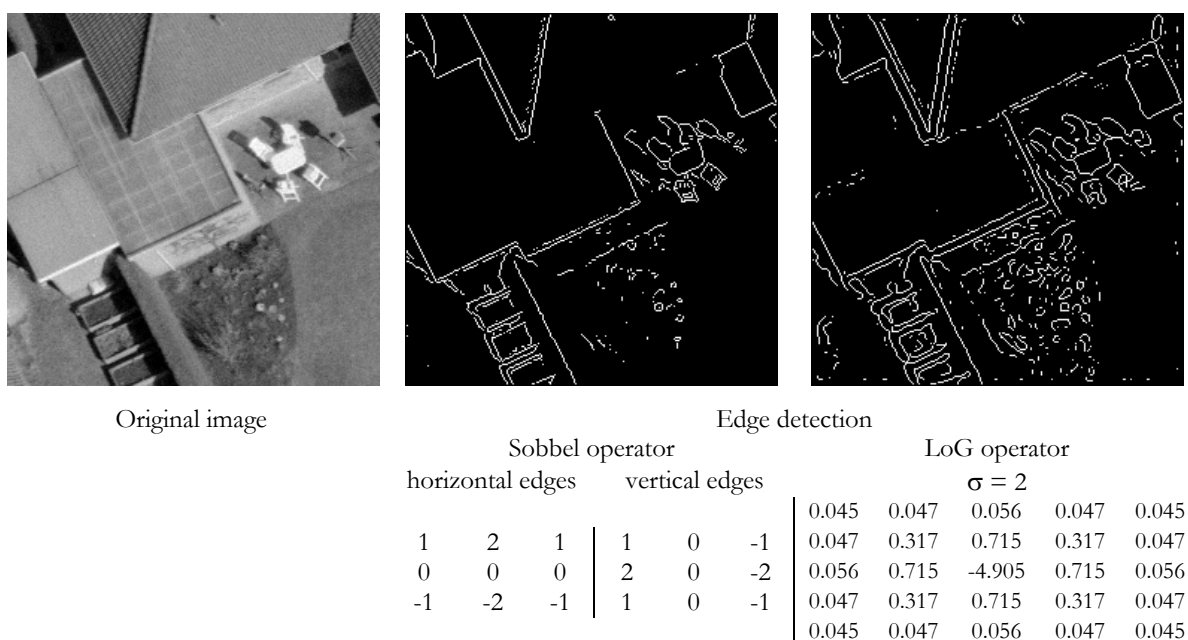 Original image
Edge detection
Sobbel operator
LoG operator
horizontal edges
vertical edges
σ = 2
1 2 1
0 0 0
-1 -2 -1
1 0 -1
2 0 -2
1 0 -1
0.045 0.047 0.056 0.047 0.045
0.047 0.317 0.715 0.317 0.047
0.056 0.715 -4.905 0.715 0.056
0.047 0.317 0.715 0.317 0.047
0.045 0.047 0.056 0.047 0.045